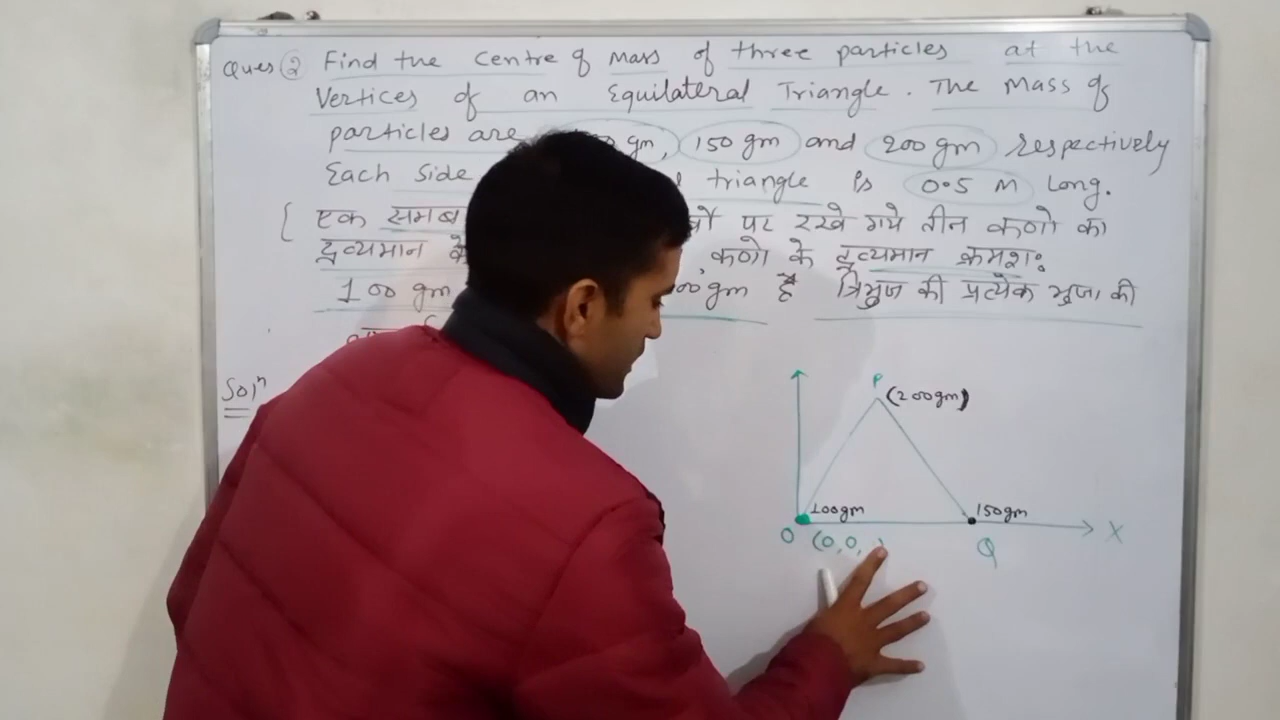 Ques ② Find the Centre of Mass of three particles at the
Vertices of an Equilateral Triangle. The Mass of
particles are gm, 150 gm and 200 gm respectively
Each Side triangle is 0.5 M Long.
{ एक पर रखे गये तीन कणो का
द्रव्यमान कणो के द्रव्यमान क्रमशः
100 gm gm है त्रिभुज की प्रत्येक भुजा की
Solⁿ
P
(200gm)
100gm
150gm
O (0,0,
Q
X